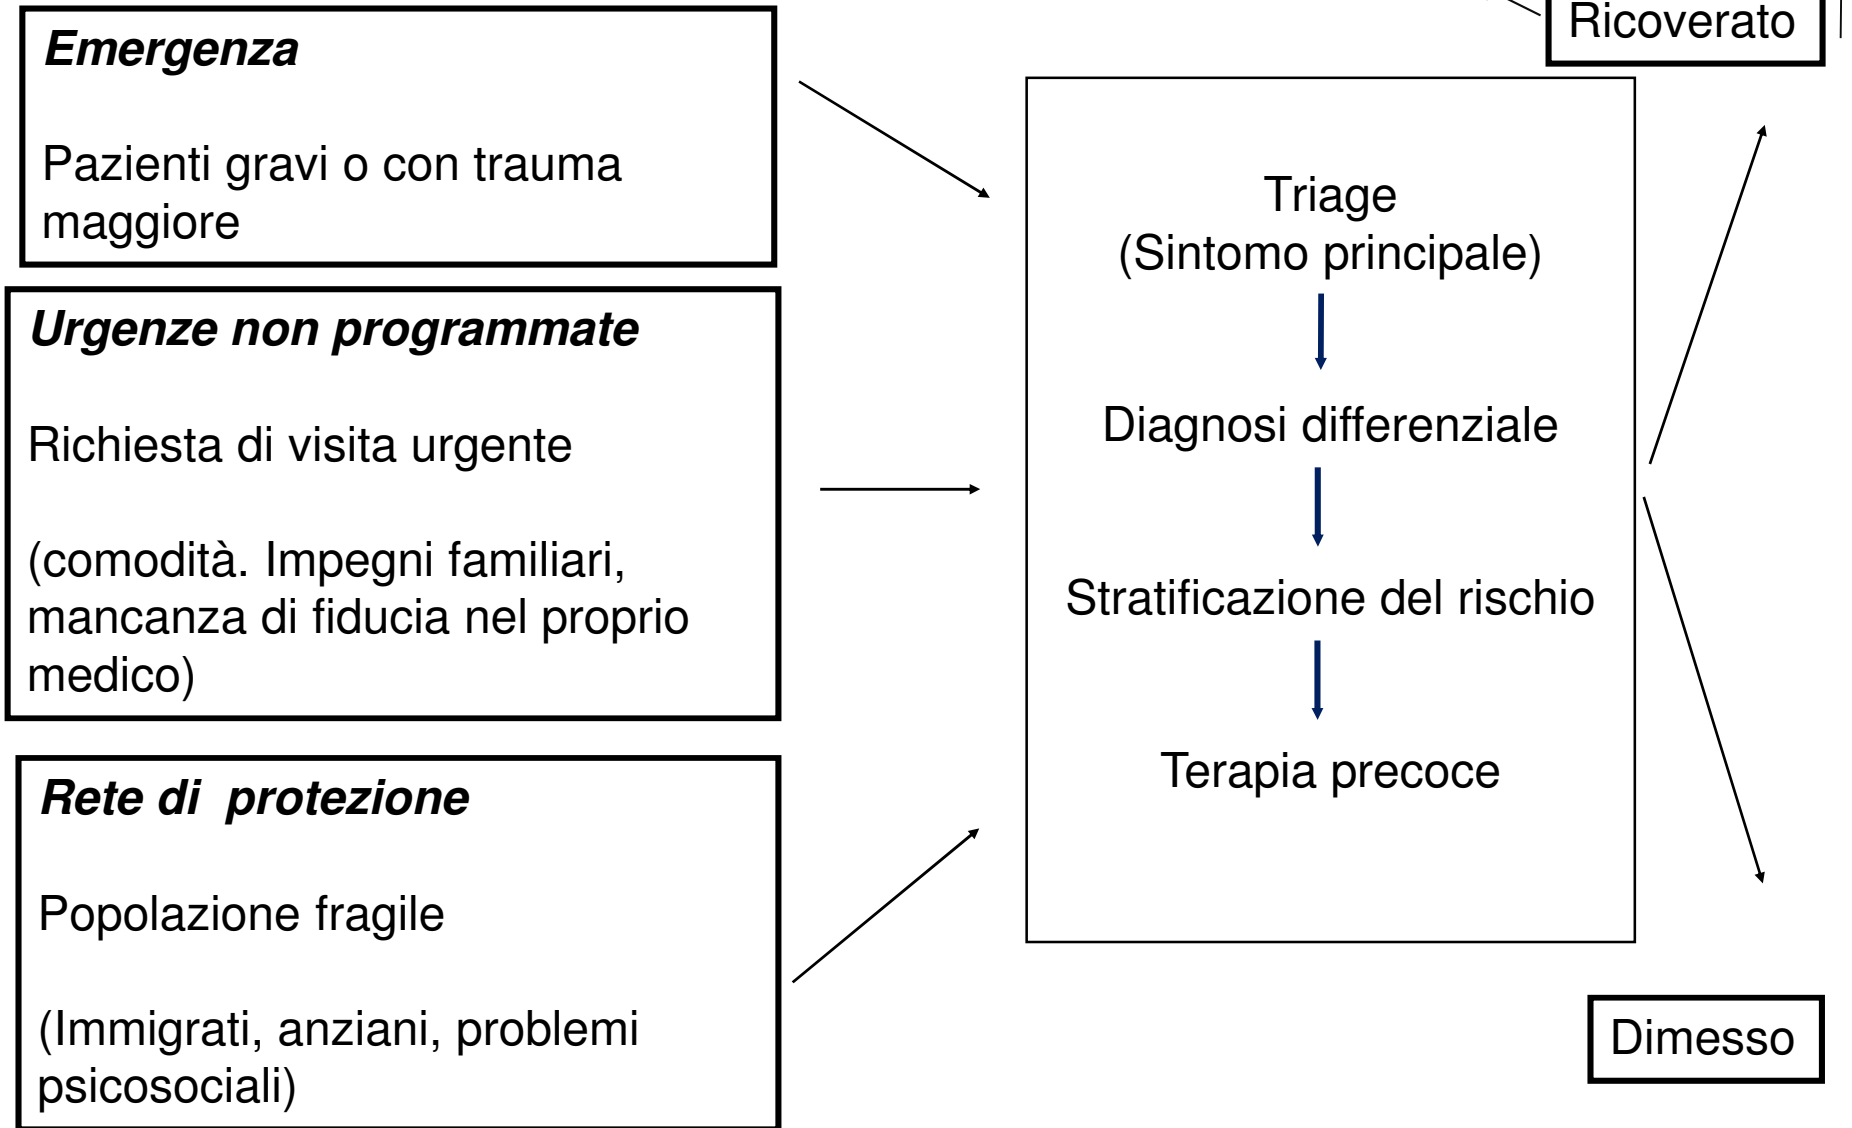 Emergenza
Pazienti gravi o con trauma
maggiore
Urgenze non programmate
Richiesta di visita urgente
(comodità. Impegni familiari,
mancanza di fiducia nel proprio
medico)
Rete di  protezione
Popolazione fragile
(Immigrati, anziani, problemi
psicosociali)
Triage
(Sintomo principale)
Diagnosi differenziale
Stratificazione del rischio
Terapia precoce
Ricoverato
Dimesso